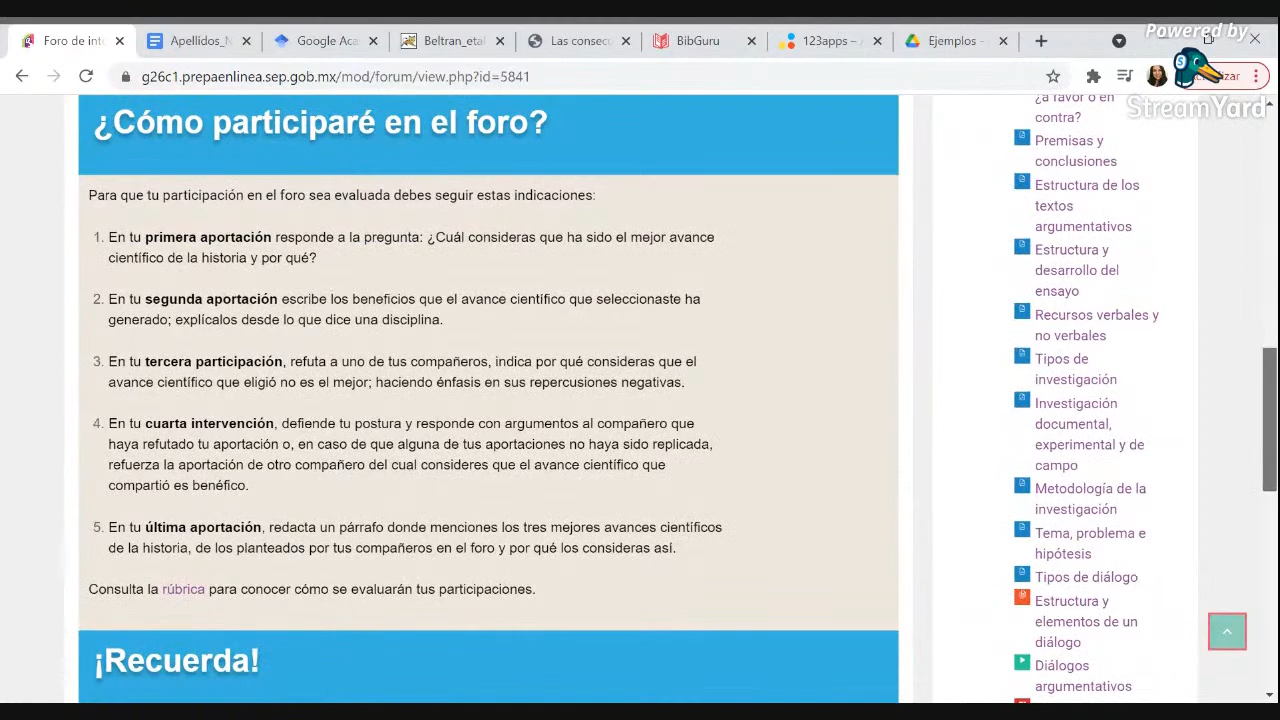 Powered by
StreamYard
Foro de inte
Apellidos_N
Google Aca
Beltran_et.
Las consec
BibGuru
123apps - 
Ejemplos -
g26c1.prepaenlinea.sep.gob.mx/mod/forum/view.php?id=5841
¿Cómo participaré en el foro?
Para que tu participación en el foro sea evaluada debes seguir estas indicaciones:
1. En tu primera aportación responde a la pregunta: ¿Cuál consideras que ha sido el mejor avance
científico de la historia y por qué?
2. En tu segunda aportación escribe los beneficios que el avance científico que seleccionaste ha
generado; explícalos desde lo que dice una disciplina.
3. En tu tercera participación, refuta a uno de tus compañeros, indica por qué consideras que el
avance científico que eligió no es el mejor; haciendo énfasis en sus repercusiones negativas.
4. En tu cuarta intervención, defiende tu postura y responde con argumentos al compañero que
haya refutado tu aportación o, en caso de que alguna de tus aportaciones no haya sido replicada,
refuerza la aportación de otro compañero del cual consideres que el avance científico que
compartió es benéfico.
5. En tu última aportación, redacta un párrafo donde menciones los tres mejores avances científicos
de la historia, de los planteados por tus compañeros en el foro y por qué los consideras así.
Consulta la rúbrica para conocer cómo se evaluarán tus participaciones.
¡Recuerda!
¿a favor o en
contra?
Premisas y
conclusiones
Estructura de los
textos
argumentativos
Estructura y
desarrollo del
ensayo
Recursos verbales y
no verbales
Tipos de
investigación
Investigación
documental,
experimental y de
campo
Metodología de la
investigación
Tema, problema e
hipótesis
Tipos de diálogo
Estructura y
elementos de un
diálogo
Diálogos
argumentativos